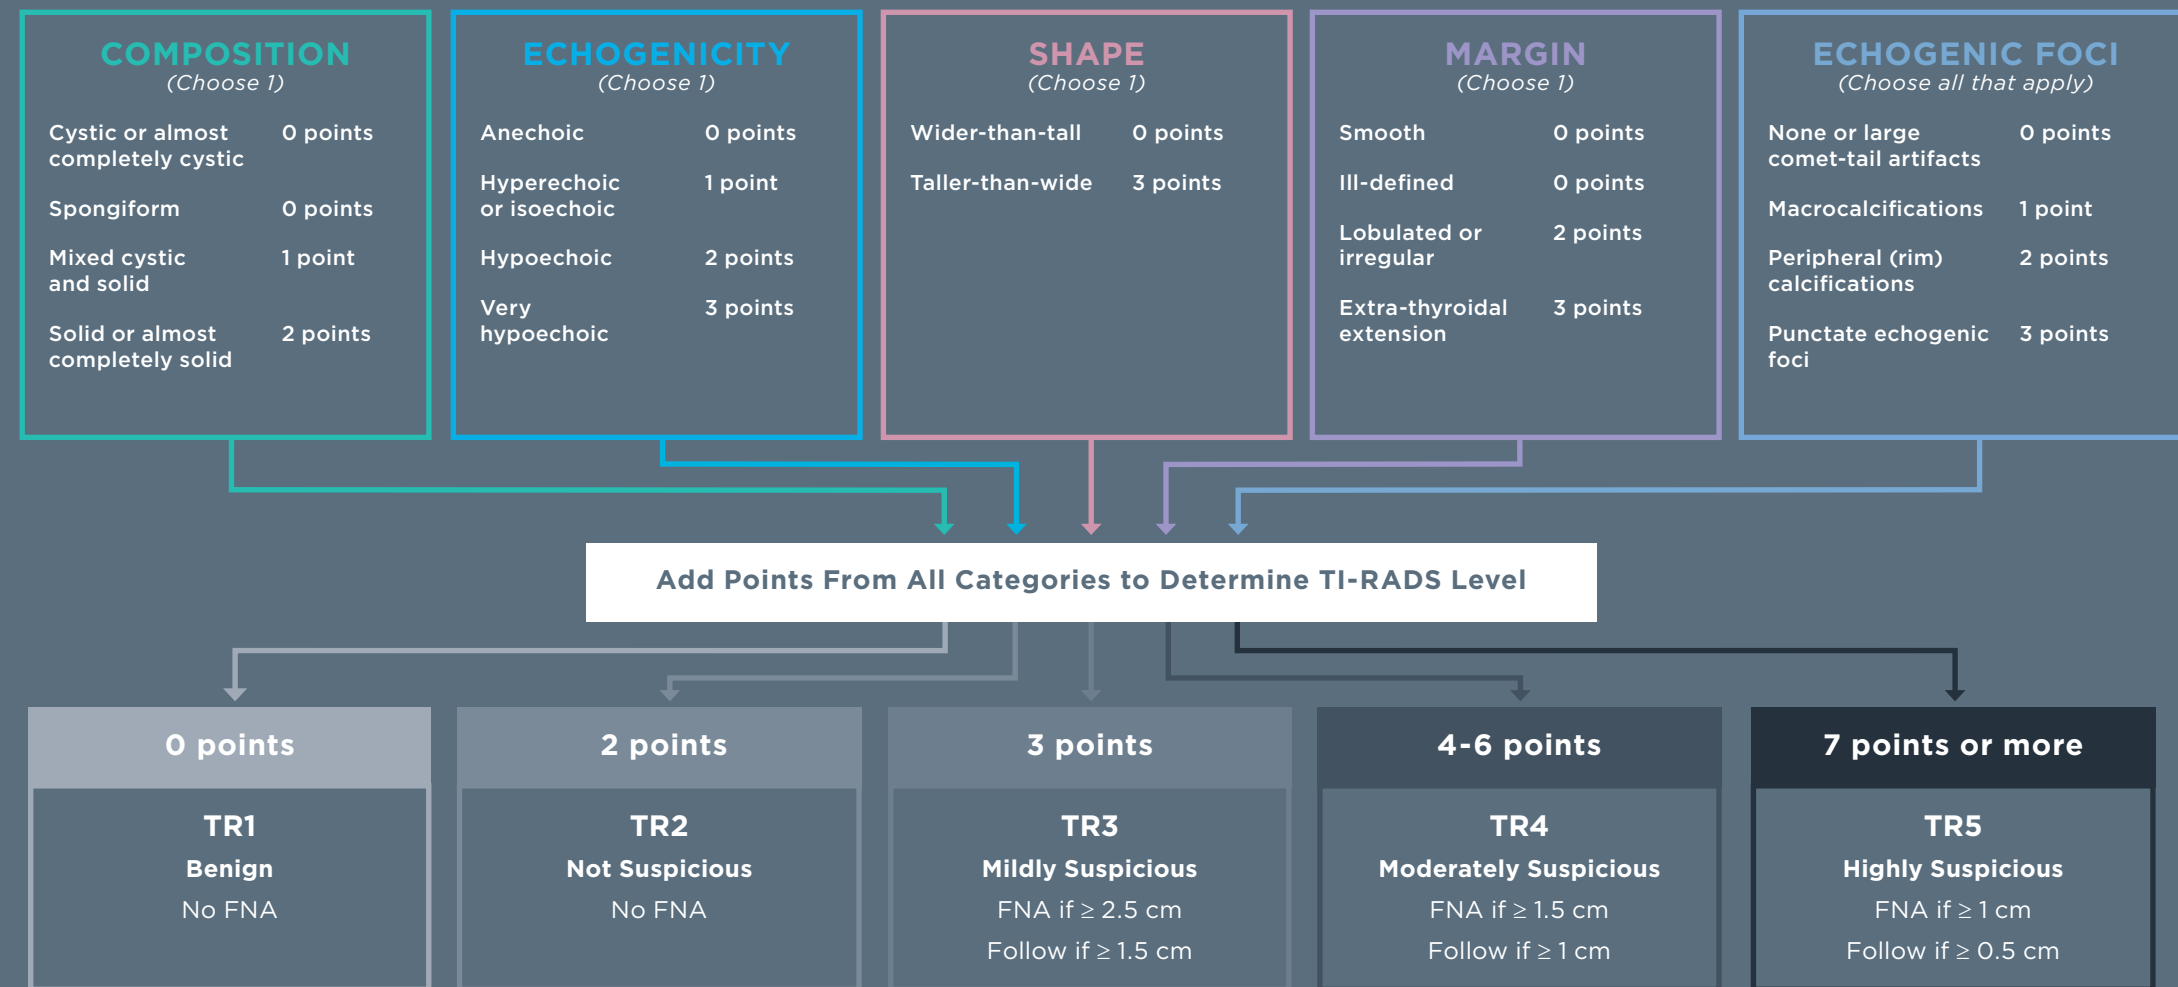 COMPOSITION
(Choose 1)
Cystic or almost 0 points
completely cystic
Spongiform 0 points
Mixed cystic 1 point
and solid
Solid or almost 2 points
completely solid
ECHOGENICITY
(Choose 1)
Anechoic 0 points
Hyperechoic 1 point
or isoechoic
Hypoechoic 2 points
Very 3 points
hypoechoic
SHAPE
(Choose 1)
Wider-than-tall 0 points
Taller-than-wide 3 points
MARGIN
(Choose 1)
Smooth 0 points
Ill-defined 0 points
Lobulated or 2 points
irregular
Extra-thyroidal 3 points
extension
ECHOGENIC FOCI
(Choose all that apply)
None or large 0 points
comet-tail artifacts
Macrocalcifications 1 point
Peripheral (rim) 2 points
calcifications
Punctate echogenic 3 points
foci
Add Points From All Categories to Determine TI-RADS Level
0 points
TR1
Benign
No FNA
2 points
TR2
Not Suspicious
No FNA
3 points
TR3
Mildly Suspicious
FNA if ≥ 2.5 cm
Follow if ≥ 1.5 cm
4-6 points
TR4
Moderately Suspicious
FNA if ≥ 1.5 cm
Follow if ≥ 1 cm
7 points or more
TR5
Highly Suspicious
FNA if ≥ 1 cm
Follow if ≥ 0.5 cm